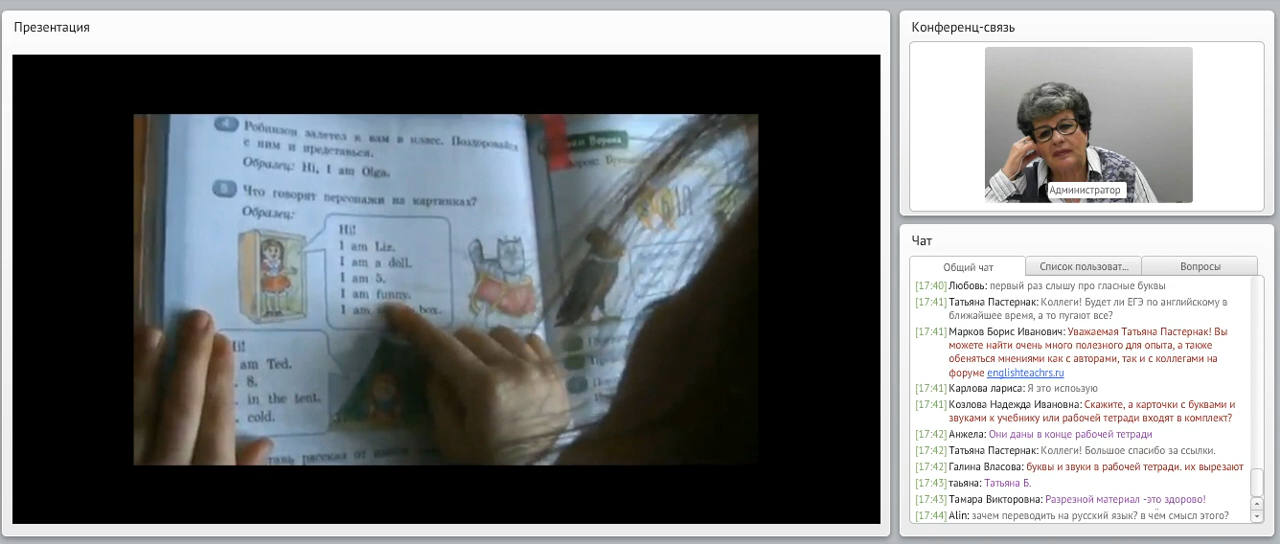 Презентация
4 Робинзон залетел к вам в класс. Поздоровайся
с ним и представься.
Образец: Hi, I am Olga.
5 Что говорят персонажи на картинках?
Образец:
Hi!
I am Liz.
I am a doll.
I am 5.
I am funny.
I am box.
Hi!
am Ted.
8.
in the tent.
cold.
рассказ от
Конференц-связь
Администратор
Чат
Общий чат
Список пользоват...
Вопросы
[17:40] Любовь: первый раз слышу про гласные буквы
[17:41] Татьяна Пастернак: Коллеги! Будет ли ЕГЭ по английскому в
ближайшее время, а то пугают все?
[17:41] Марков Борис Иванович: Уважаемая Татьяна Пастернак! Вы
можете найти очень много полезного для опыта, а также
обеняться мнениями как с авторами, так и с коллегами на
форуме englishteachrs.ru
[17:41] Карлова лариса: Я это испоьзую
[17:41] Козлова Надежда Ивановна: Скажите, а карточки с буквами и
звуками к учебнику или рабочей тетради входят в комплект?
[17:42] Анжела: Они даны в конце рабочей тетради
[17:42] Татьяна Пастернак: Коллеги! Большое спасибо за ссылки.
[17:42] Галина Власова: буквы и звуки в рабочей тетради. их вырезают
[17:43] таьяна: Татьяна Б.
[17:43] Тамара Викторовна: Разрезной материал -это здорово!
[17:44] Alin: зачем переводить на русский язык? в чём смысл этого?